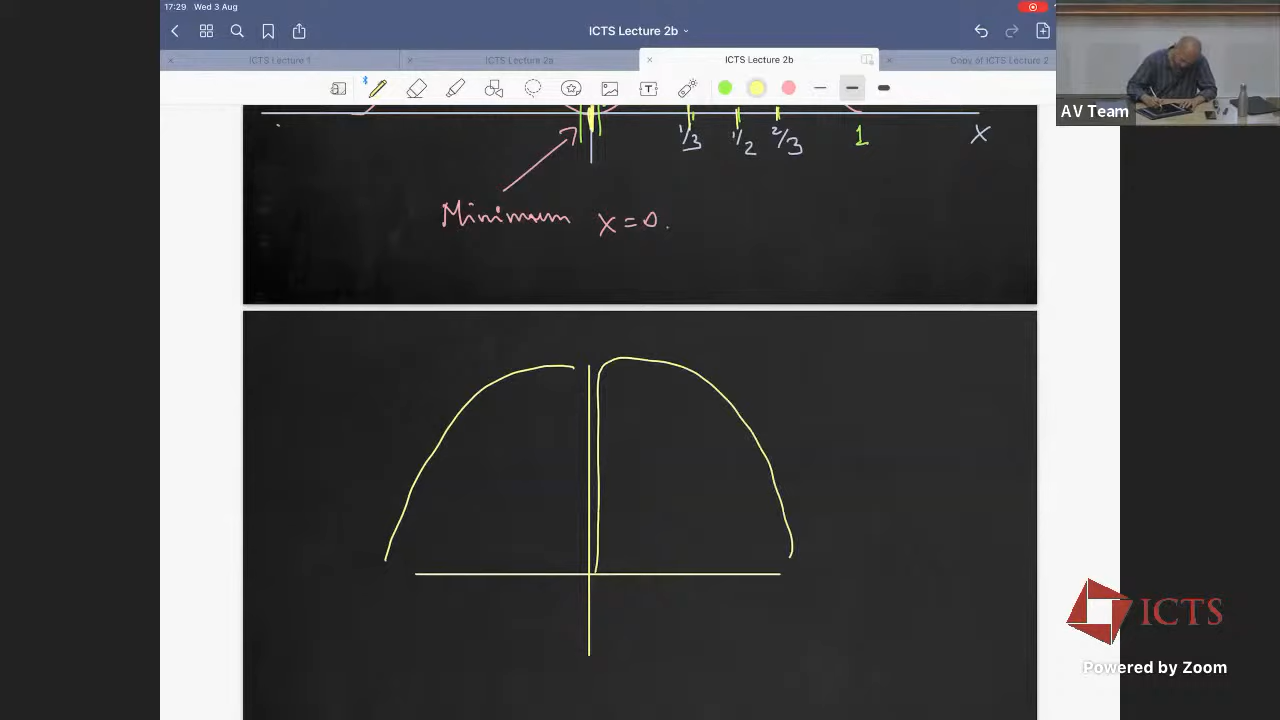 17:29 Wed 3 Aug
ICTS Lecture 2b
ICTS Lecture 1
ICTS Lecture 2a
ICTS Lecture 2b
Copy of ICTS Lecture 2
AV Team
1/3 1/2 2/3 1 X
Minimum x=0.
ICTS
Powered by Zoom